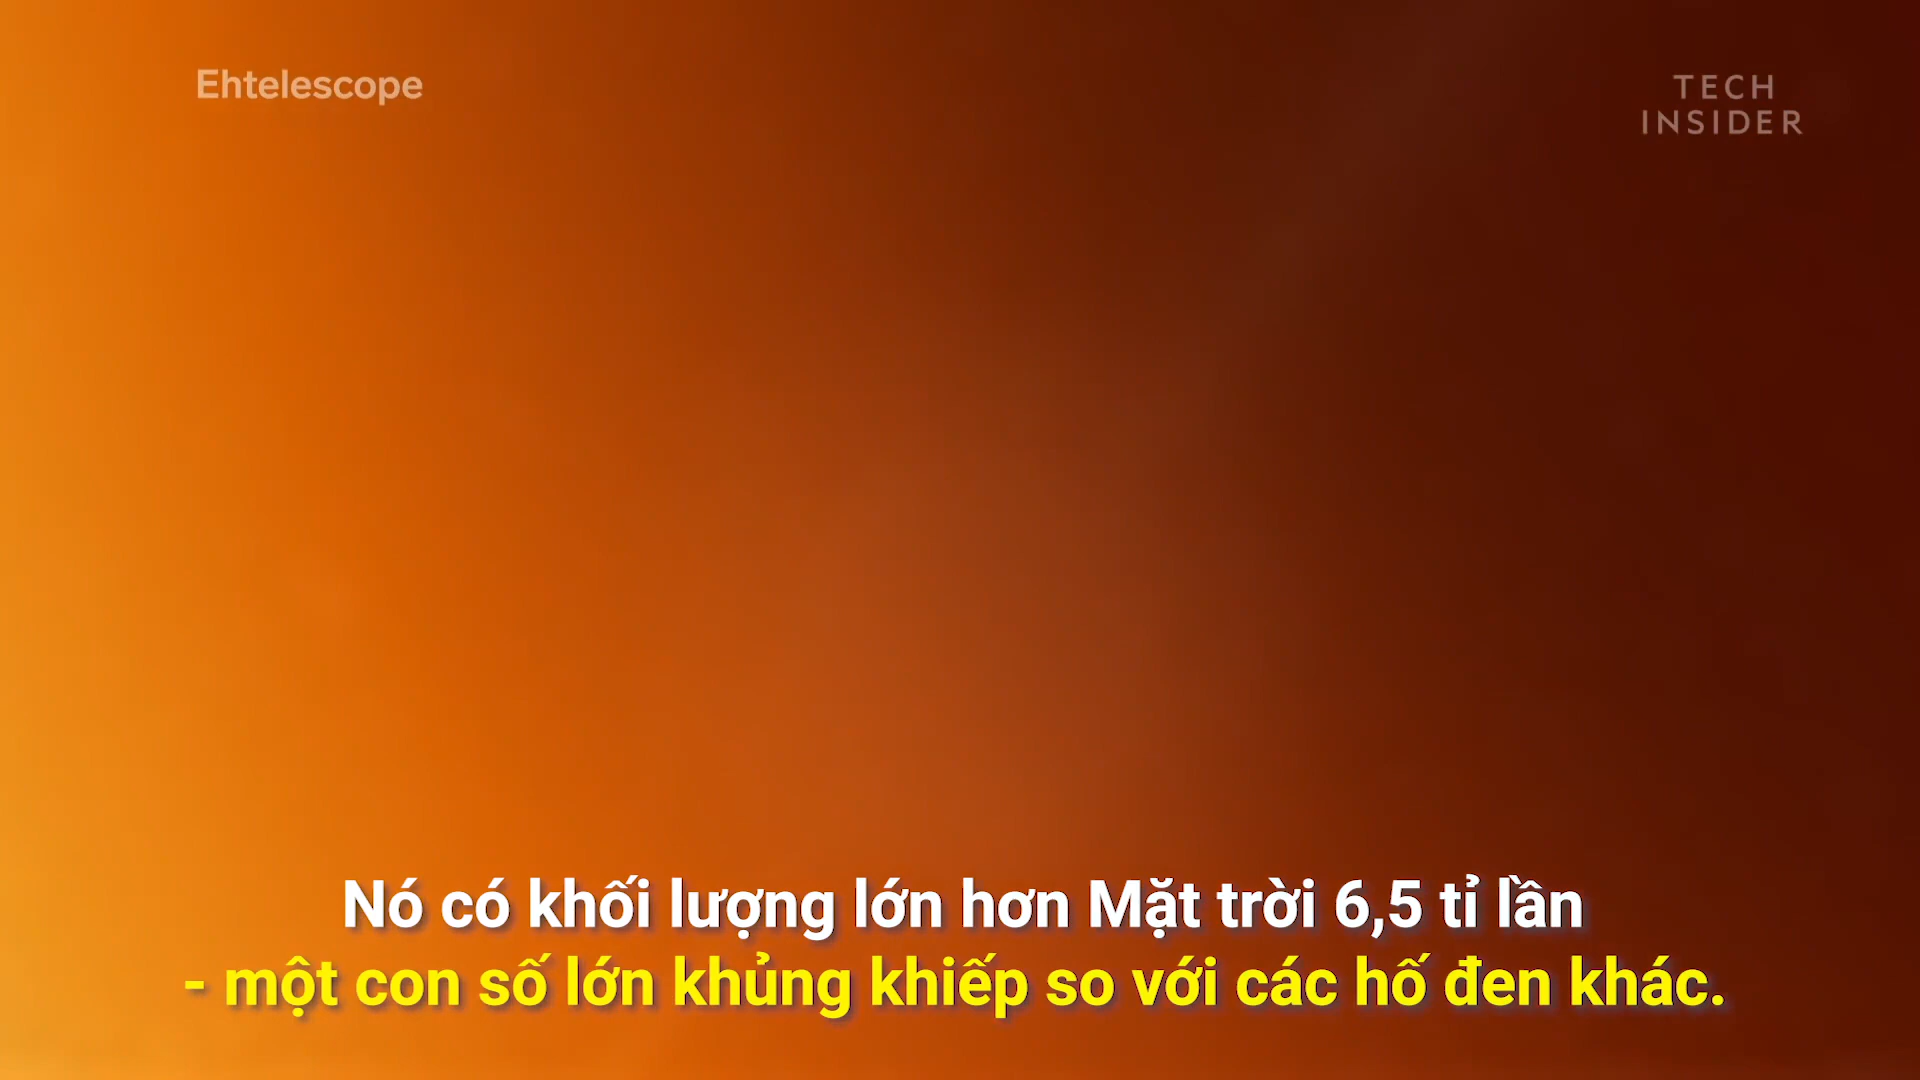 Ehtelescope
TECH
INSIDER
Nó có khối lượng lớn hơn Mặt trời 6,5 tỉ lần
- một con số lớn khủng khiếp so với các hố đen khác.